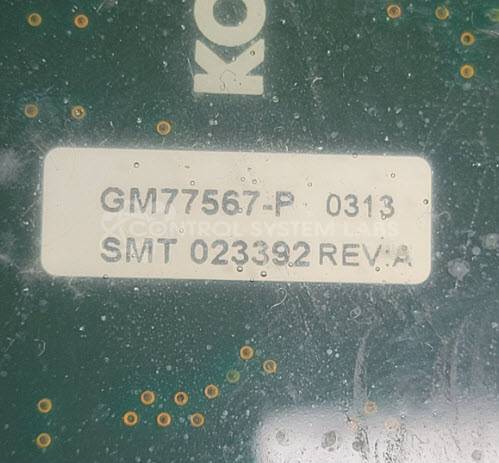 KO
GM77567-P 0313
CONTROL SYSTEM LABS
SMT 023392 REV:A